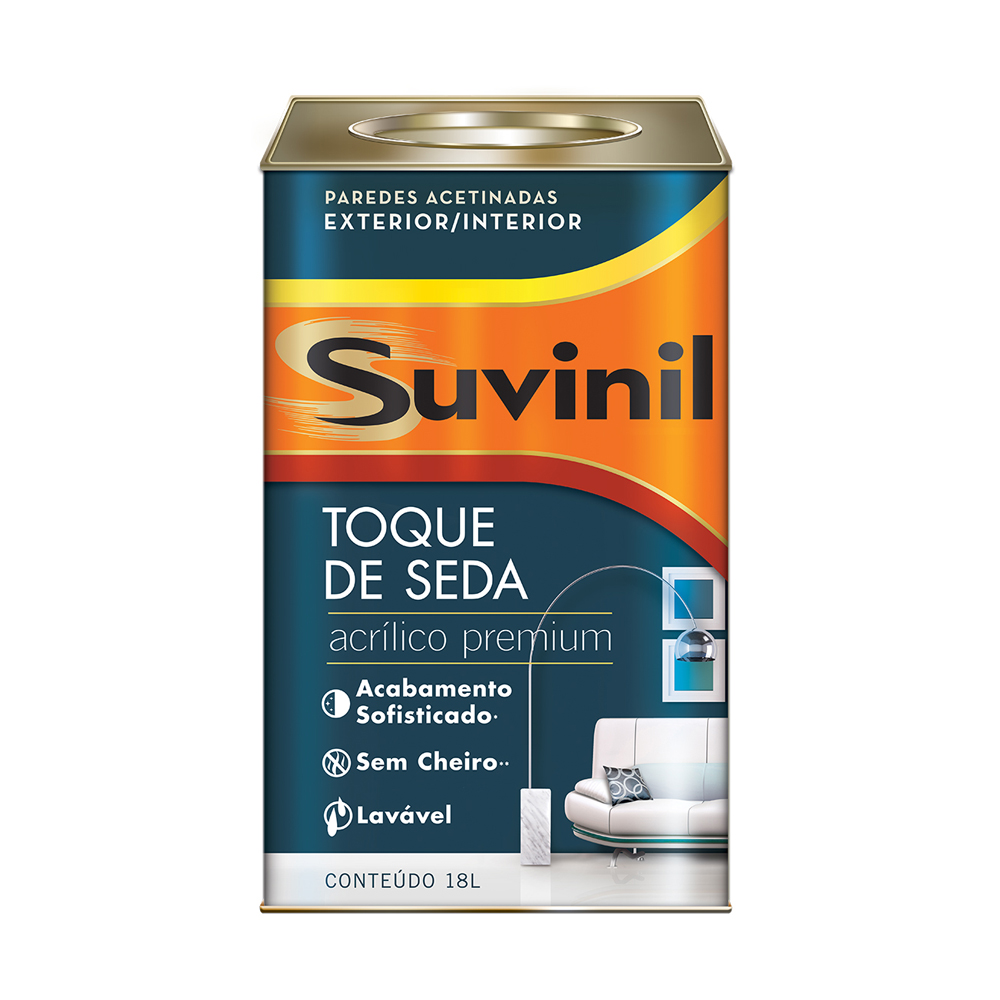 PAREDES ACETINADAS
EXTERIOR/INTERIOR
Suvinil
TOQUE
DE SEDA
acrílico premium
Acabamento
Sofisticado•
Sem Cheiro••
Lavável
CONTEÚDO 18L